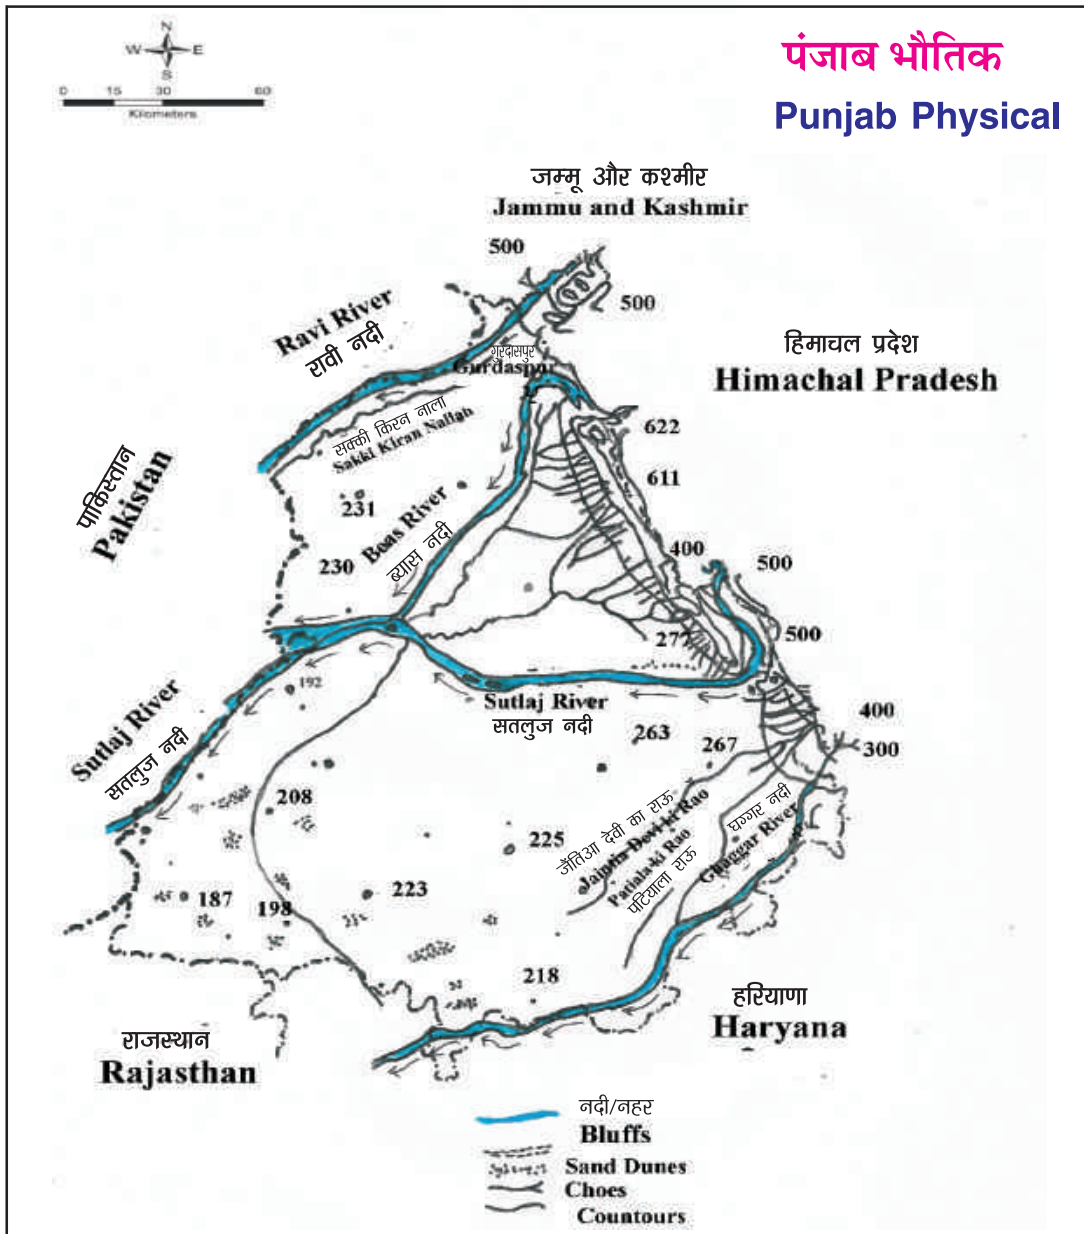 N
W E
S
0 15 30 60
Kilometers
पंजाब भौतिक
Punjab Physical
जम्मू और कश्मीर
Jammu and Kashmir
500
500
Ravi River
रावी नदी
गुरदासपुर
Gurdaspur
हिमाचल प्रदेश
Himachal Pradesh
सक्की किरन नाला
Sakki Kiran Nallah
622
611
पाकिस्तान
Pakistan
231
Beas River
ब्यास नदी
230
400
500
277
500
192
Sutlaj River
सतलुज नदी
Sutlaj River
सतलुज नदी
263
267
400
300
208
225
जैंतिआ देवी का राऊ
Jaintia Devi ki Rao
Patiala ki Rao
पटियाला राऊ
घग्गर नदी
Ghaggar River
187
198
223
218
हरियाणा
Haryana
राजस्थान
Rajasthan
नदी/नहर
Bluffs
Sand Dunes
Choes
Countours